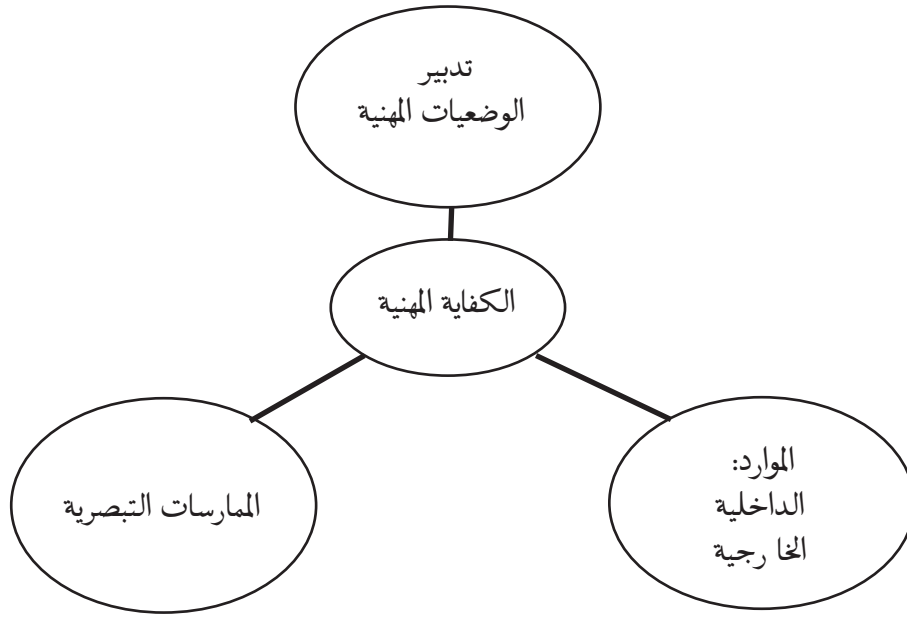 تدبير
الوضعيات المهنية
الكفاية المهنية
الموارد:
الداخلية
الخا رجية
الممارسات التبصرية